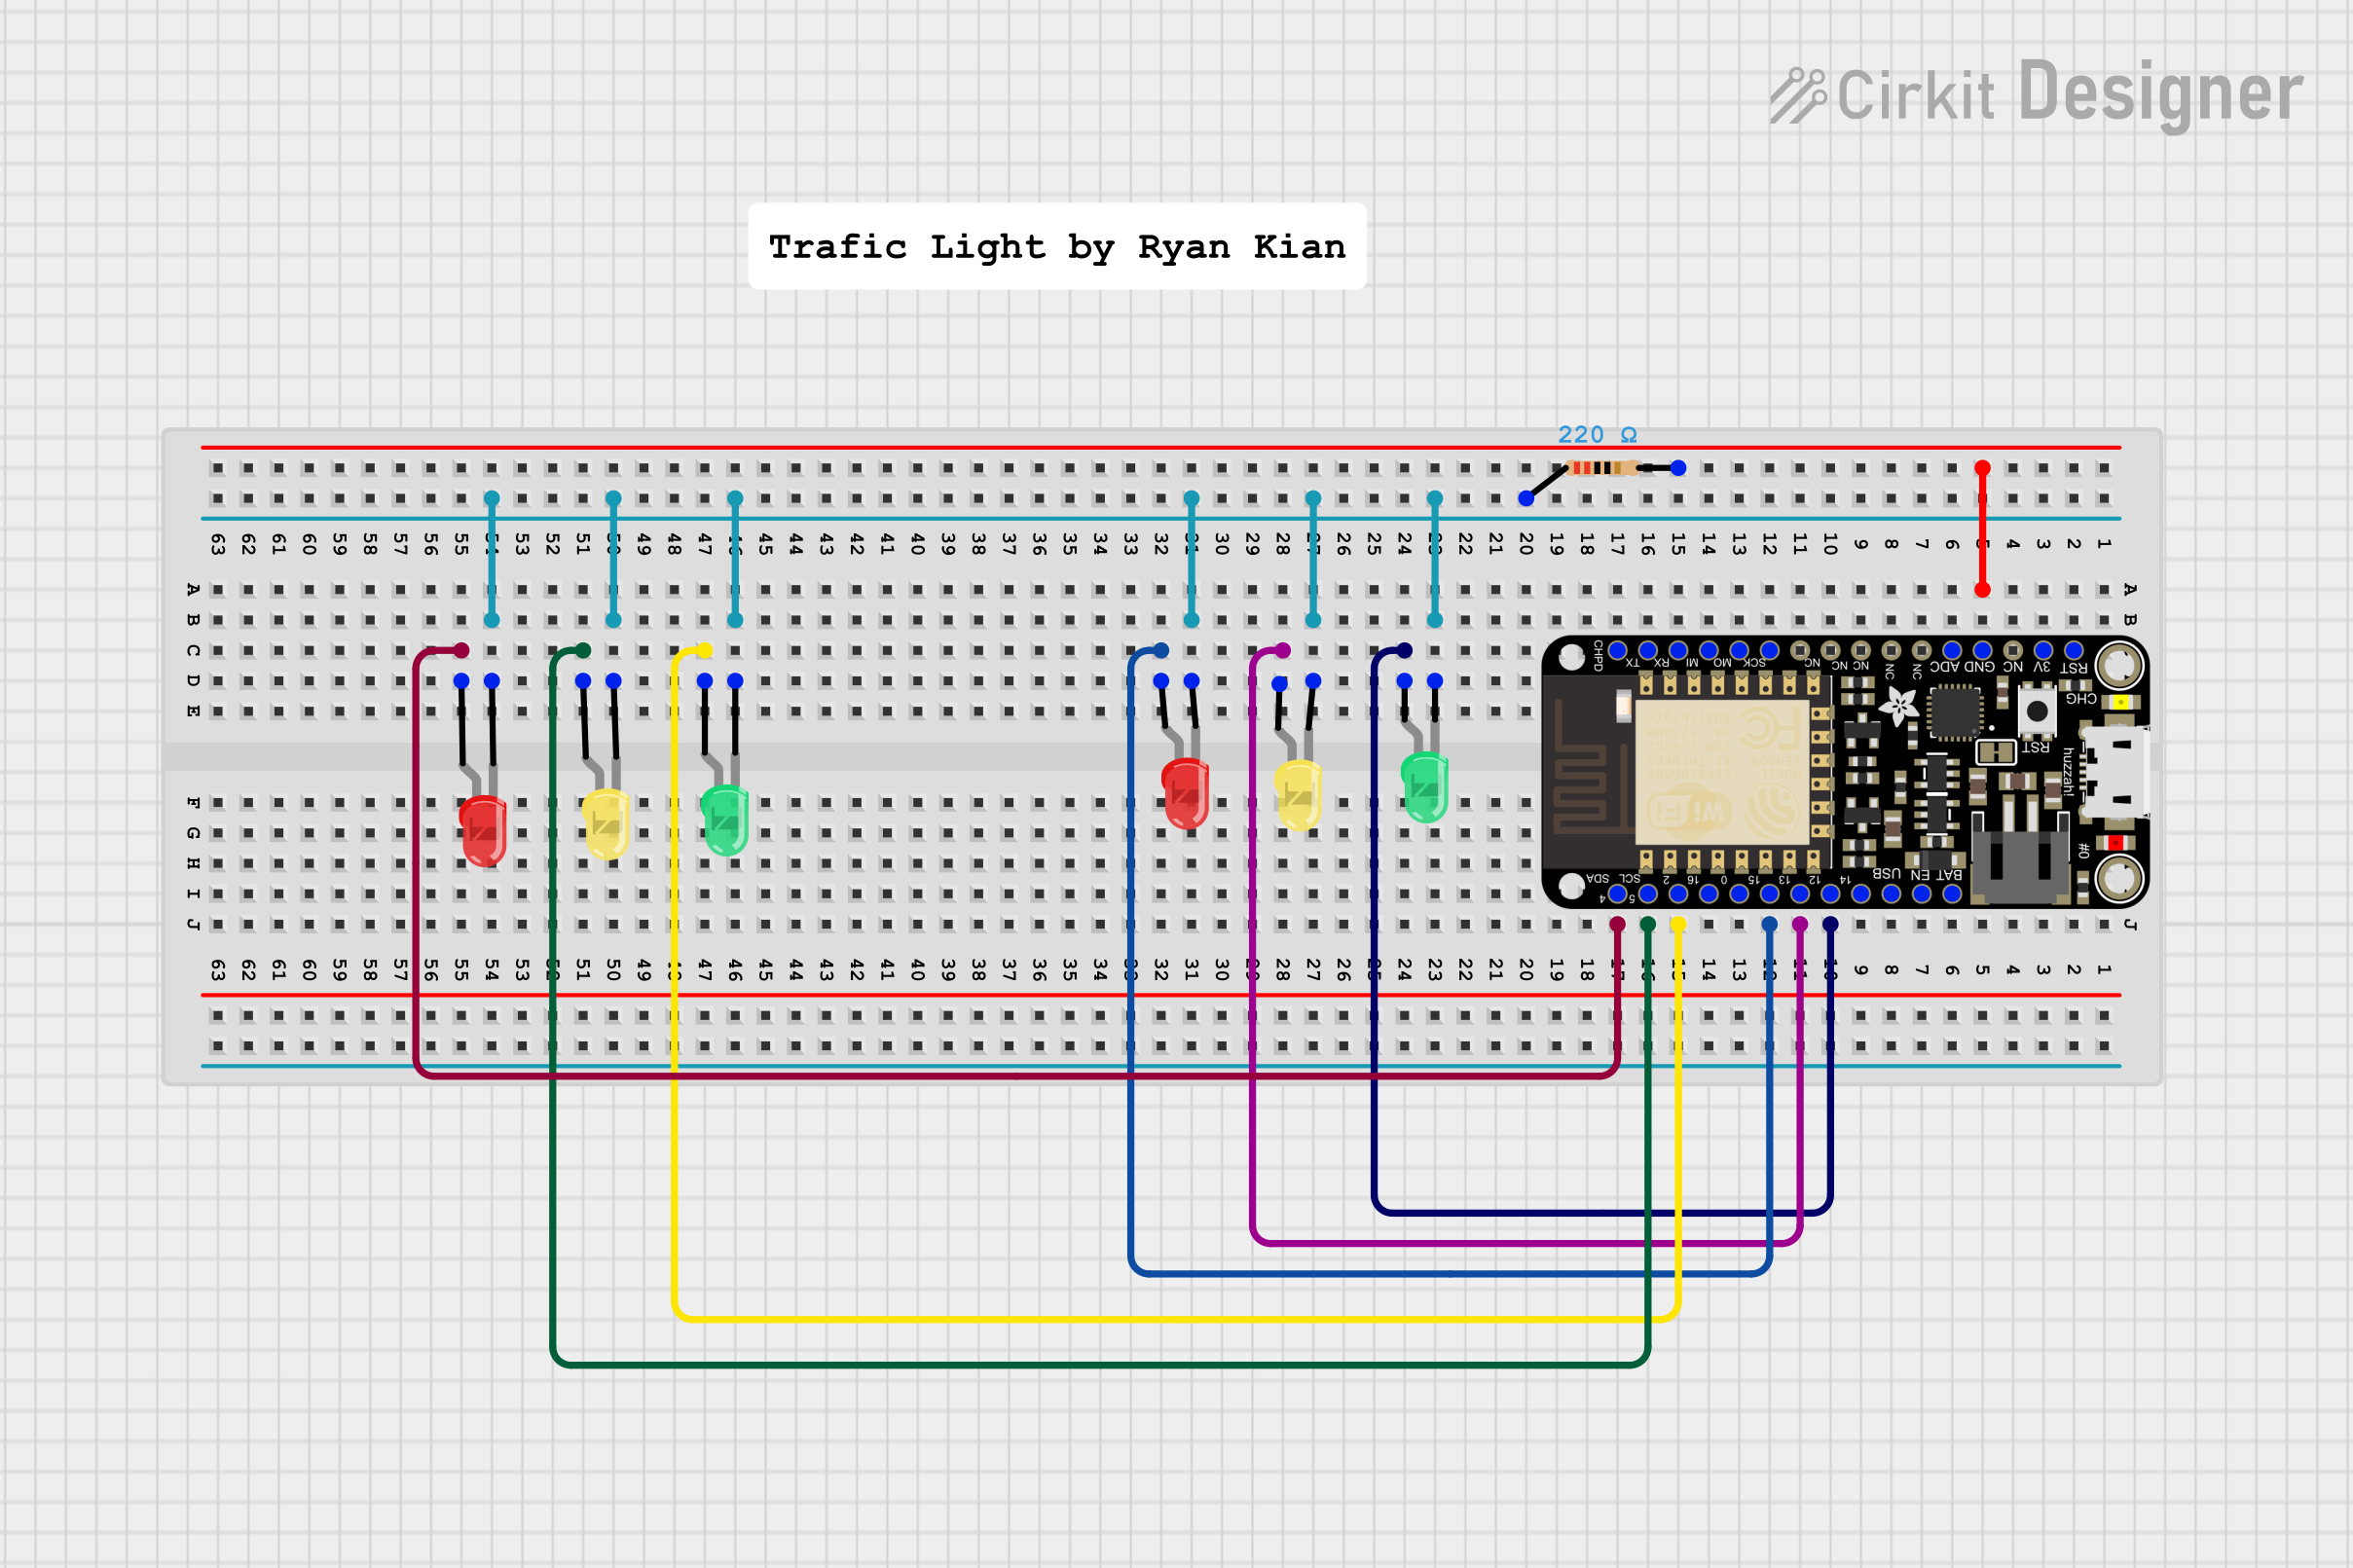 Cirkit Designer
Trafic Light by Ryan Kian
220 Ω
63 62 61 60 59 58 57 56 55 54 53 52 51 50 49 48 47 46 45 44 43 42 41 40 39 38 37 36 35 34 33 32 31 30 29 28 27 26 25 24 23 22 21 20 19 18 17 16 15 14 13 12 11 10 9 8 7 6 5 4 3 2 1
A A
B B
C
D
E
CHPD TX RX MI MO SCK NC NC NC NC NC ADC GND NC 3V RST
CHG
RST
huzzah!
WiFi
F
G
H
I
J J
#0
SDA SCL 2 16 0 15 13 12 14 USB EN BAT
4 5
63 62 61 60 59 58 57 56 55 54 53 52 51 50 49 48 47 46 45 44 43 42 41 40 39 38 37 36 35 34 33 32 31 30 29 28 27 26 25 24 23 22 21 20 19 18 17 16 15 14 13 12 11 10 9 8 7 6 5 4 3 2 1